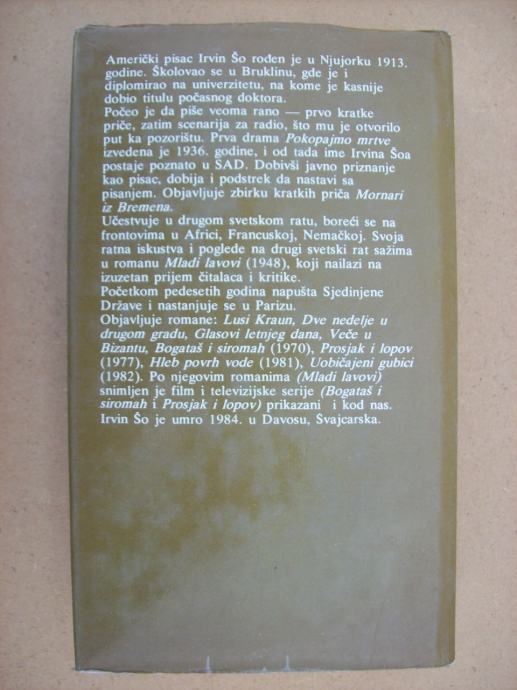 Američki pisac Irvin Šo rođen je u Njujorku 1913.
godine. Školovao se u Bruklinu, gde je i
diplomirao na univerzitetu, na kome je kasnije
dobio titulu počasnog doktora.
Počeo je da piše veoma rano — prvo kratke
priče, zatim scenarija za radio, što mu je otvorilo
put ka pozorištu. Prva drama Pokopajmo mrtve
izvedena je 1936. godine, i od tada ime Irvina Šoa
postaje poznato u SAD. Dobivši javno priznanje
kao pisac, dobija i podstrek da nastavi sa
pisanjem. Objavljuje zbirku kratkih priča Mornari
iz Bremena.
Učestvuje u drugom svetskom ratu, boreći se na
frontovima u Africi, Francuskoj, Nemačkoj. Svoja
ratna iskustva i poglede na drugi svetski rat sažima
u romanu Mladi lavovi (1948), koji nailazi na
izuzetan prijem čitalaca i kritike.
Početkom pedesetih godina napušta Sjedinjene
Države i nastanjuje se u Parizu.
Objavljuje romane: Lusi Kraun, Dve nedelje u
drugom gradu, Glasovi letnjeg dana, Veče u
Bizantu, Bogataš i siromah (1970), Prosjak i lopov
(1977), Hleb povrh vode (1981), Uobičajeni gubici
(1982). Po njegovim romanima (Mladi lavovi)
snimljen je film i televizijske serije (Bogataš i
siromah i Prosjak i lopov) prikazani i kod nas.
Irvin Šo je umro 1984. u Davosu, Švajcarska.